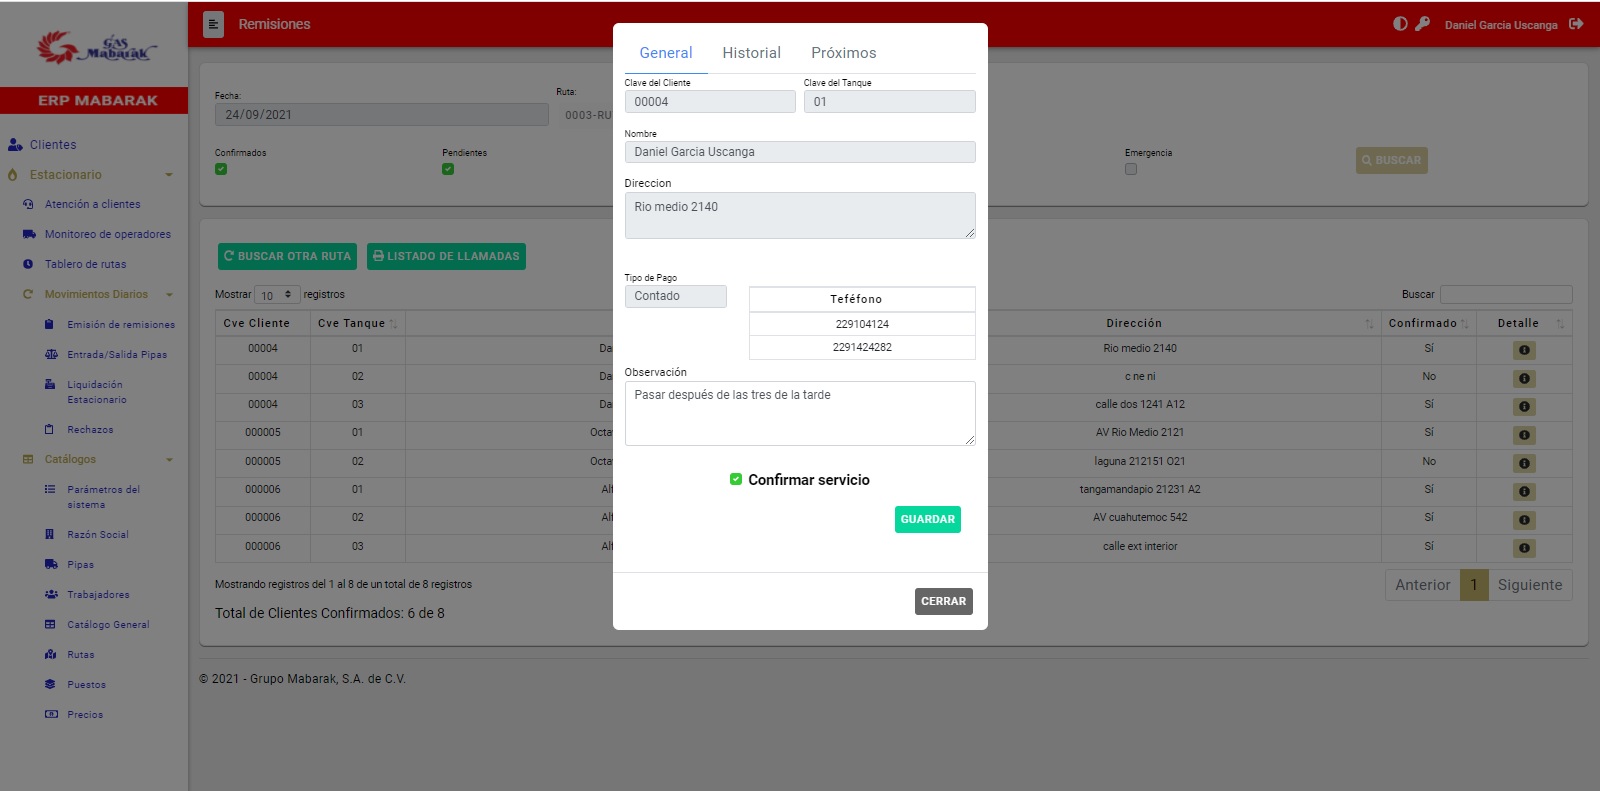 GAS
Mabarak
ERP MABARAK
Clientes
Estacionario
Atención a clientes
Monitoreo de operadores
Tablero de rutas
Movimientos Diarios
Emisión de remisiones
Entrada/Salida Pipas
Liquidación
Estacionario
Rechazos
Catálogos
Parámetros del
sistema
Razón Social
Pipas
Trabajadores
Catálogo General
Rutas
Puestos
Precios
Remisiones
Daniel Garcia Uscanga
Fecha:
24/09/2021
Ruta:
0003-RU
Confirmados
Pendientes
Emergencia
BUSCAR
BUSCAR OTRA RUTA
LISTADO DE LLAMADAS
Mostrar 10 registros
Buscar
Cve Cliente Cve Tanque Dirección Confirmado Detalle
00004 01 Da Rio medio 2140 Sí
00004 02 Da c ne ni No
00004 03 Da calle dos 1241 A12 Sí
000005 01 Octa AV Rio Medio 2121 Sí
000005 02 Octa laguna 212151 O21 No
000006 01 Alf tangamandapio 21231 A2 Sí
000006 02 Alf AV cuahutemoc 542 Sí
000006 03 Alf calle ext interior Sí
Mostrando registros del 1 al 8 de un total de 8 registros
Anterior 1 Siguiente
Total de Clientes Confirmados: 6 de 8
© 2021 - Grupo Mabarak, S.A. de C.V.
General Historial Próximos
Clave del Cliente
00004
Clave del Tanque
01
Nombre
Daniel Garcia Uscanga
Direccion
Rio medio 2140
Tipo de Pago
Contado
Teféfono
229104124
2291424282
Observación
Pasar después de las tres de la tarde
Confirmar servicio
GUARDAR
CERRAR